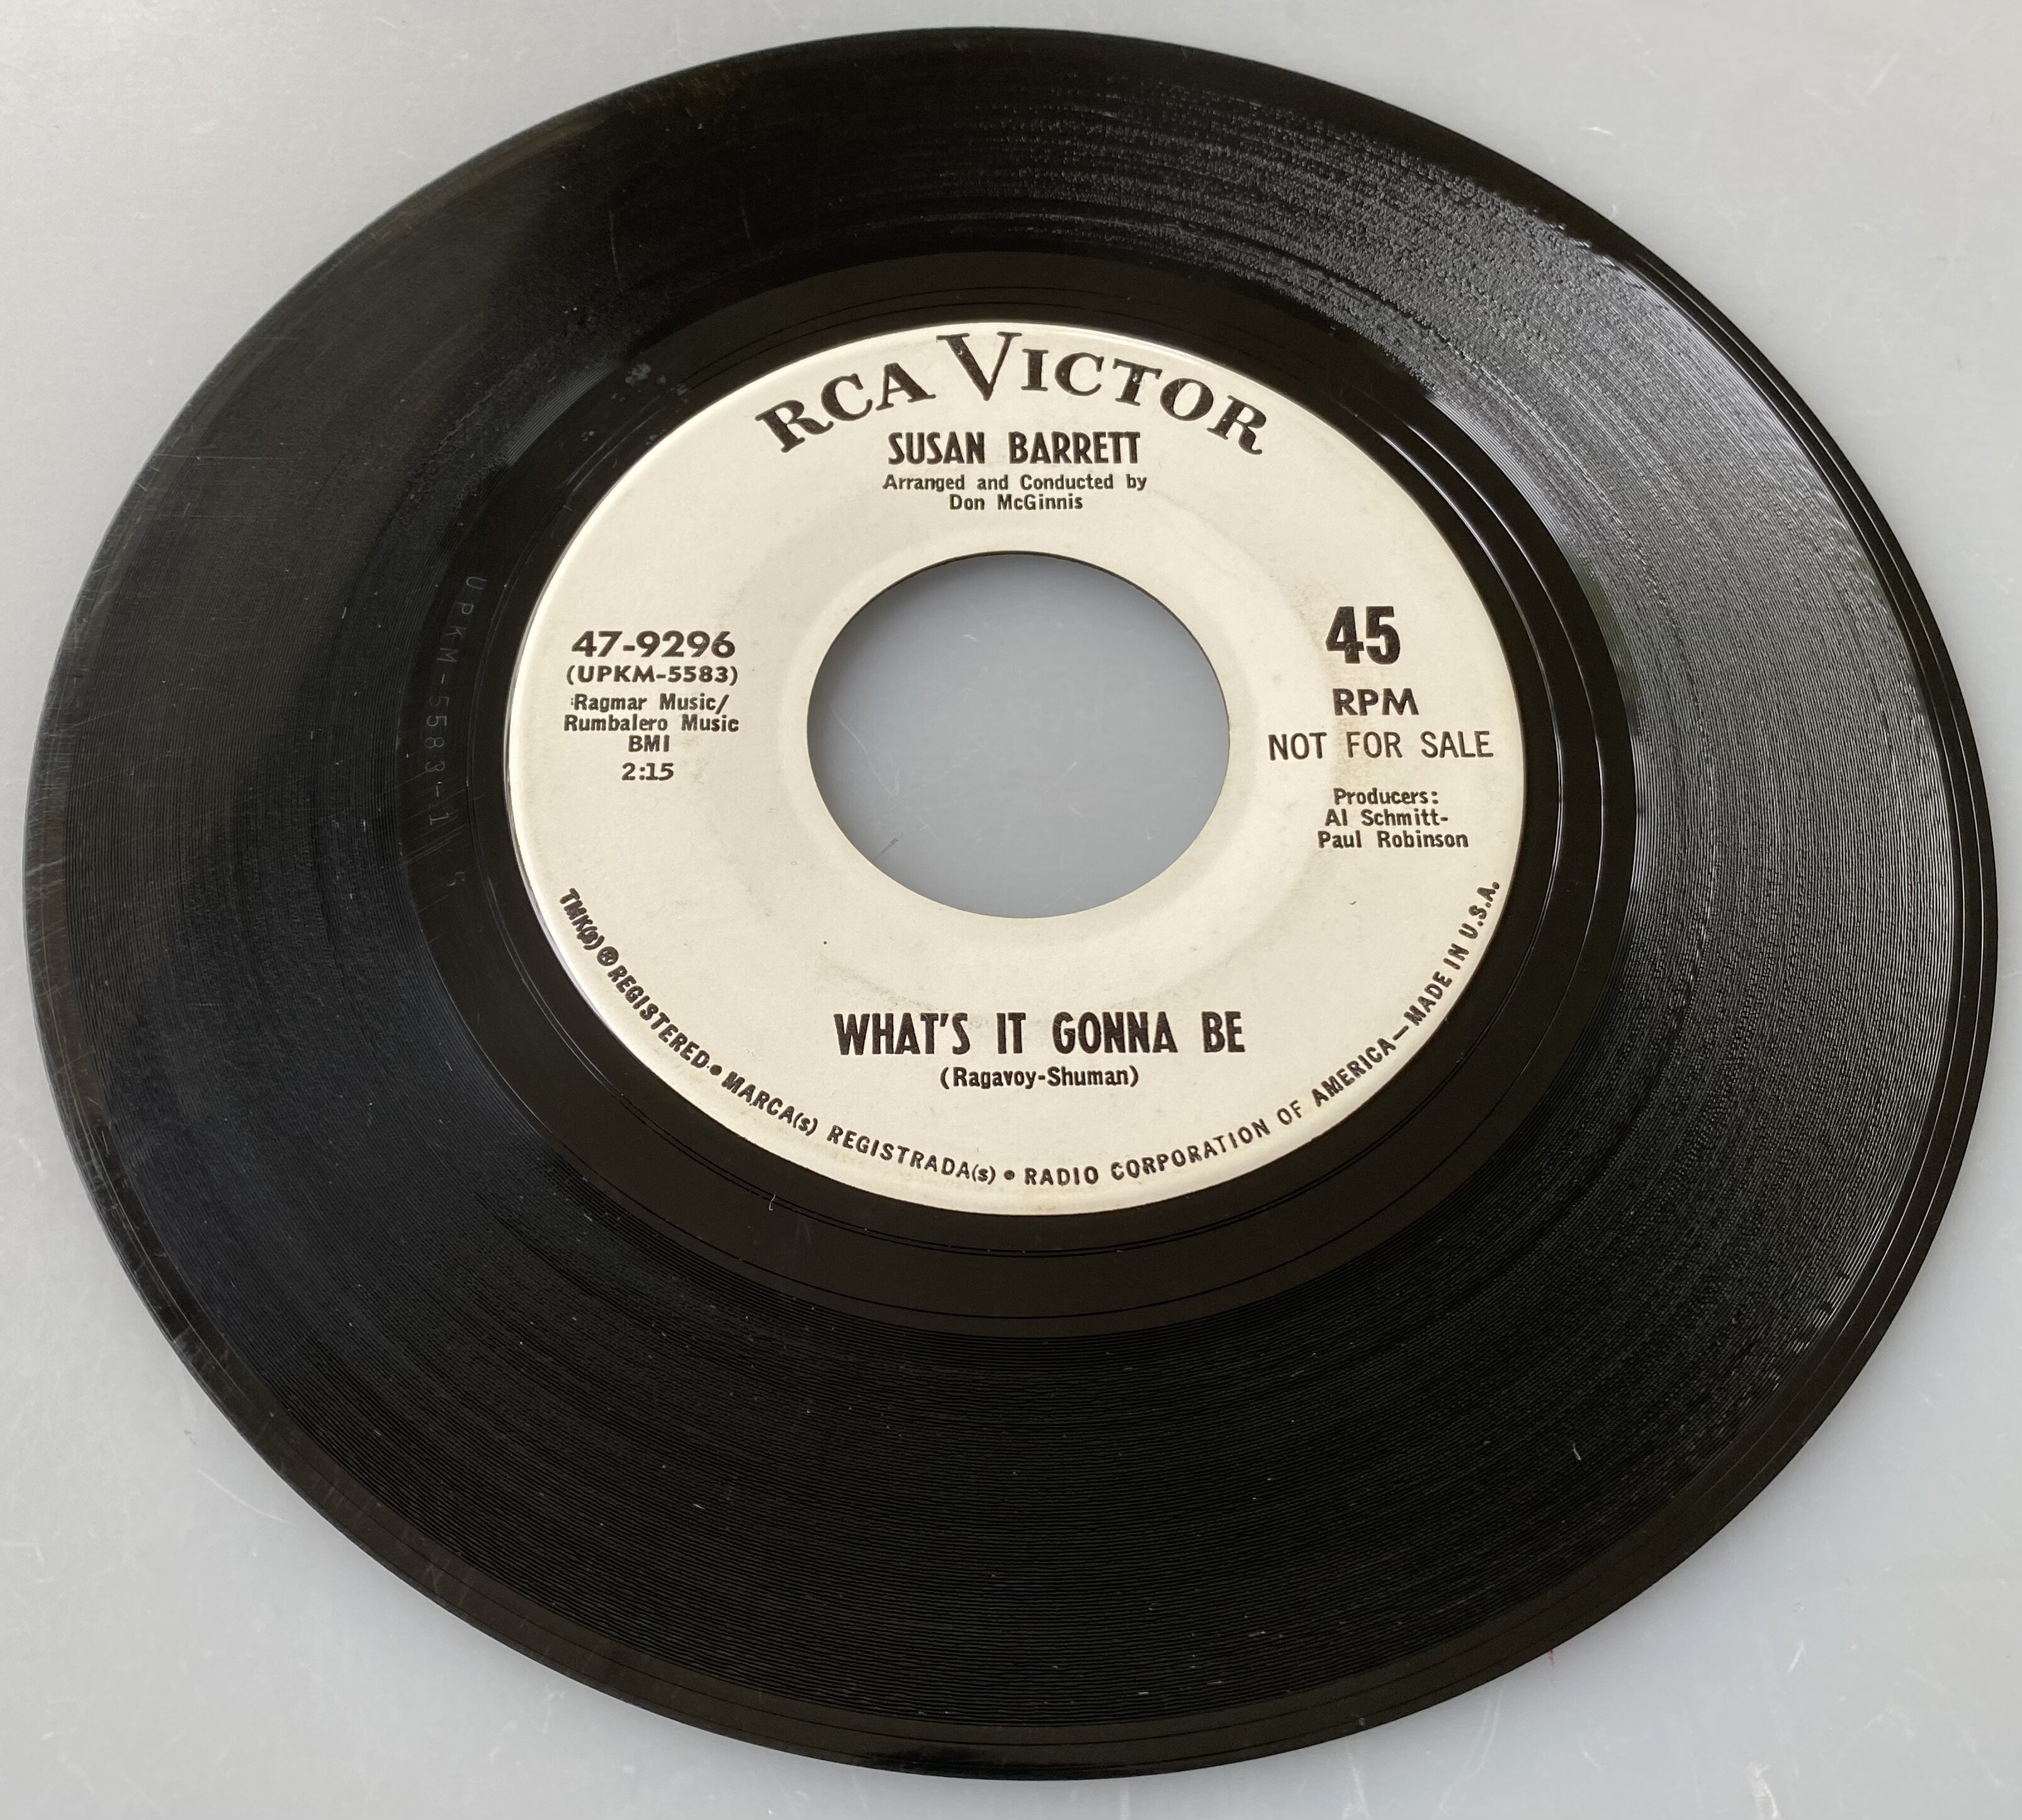 RCA VICTOR
SUSAN BARRETT
Arranged and Conducted by
Don McGinnis
47-9296
(UPKM-5583)
Ragmar Music/
Rumbalero Music
BMI
2:15
45
RPM
NOT FOR SALE
Producers:
Al Schmitt-
Paul Robinson
WHAT'S IT GONNA BE
(Ragavoy-Shuman)
TMK(s) ® REGISTERED • MARCA(s) REGISTRADA(s) • RADIO CORPORATION OF AMERICA—MADE IN U.S.A.
UPKM-5583-1